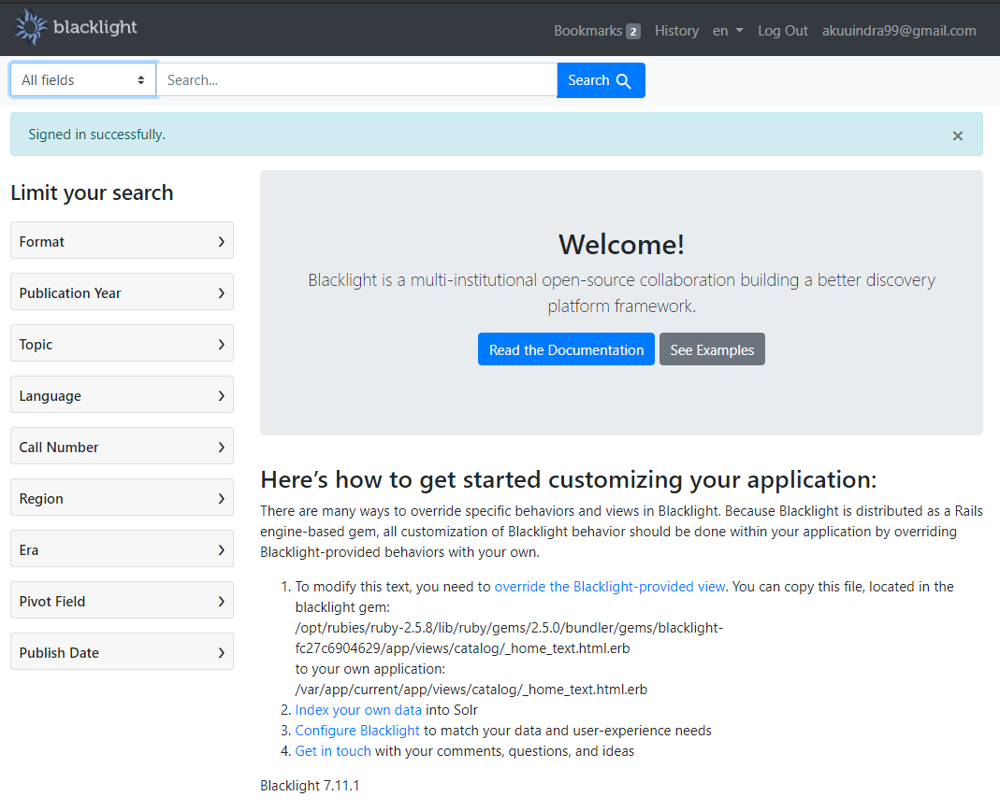 blacklight
Bookmarks 2 History en Log Out akuuindra99@gmail.com
All fields Search... Search
Signed in successfully. ×
Limit your search
Format
Publication Year
Topic
Language
Call Number
Region
Era
Pivot Field
Publish Date
Welcome!
Blacklight is a multi-institutional open-source collaboration building a better discovery
platform framework.
Read the Documentation See Examples
Here’s how to get started customizing your application:
There are many ways to override specific behaviors and views in Blacklight. Because Blacklight is distributed as a Rails
engine-based gem, all customization of Blacklight behavior should be done within your application by overriding
Blacklight-provided behaviors with your own.
1. To modify this text, you need to override the Blacklight-provided view. You can copy this file, located in the
blacklight gem:
/opt/rubies/ruby-2.5.8/lib/ruby/gems/2.5.0/bundler/gems/blacklight-
fc27c6904629/app/views/catalog/_home_text.html.erb
to your own application:
/var/app/current/app/views/catalog/_home_text.html.erb
2. Index your own data into Solr
3. Configure Blacklight to match your data and user-experience needs
4. Get in touch with your comments, questions, and ideas
Blacklight 7.11.1